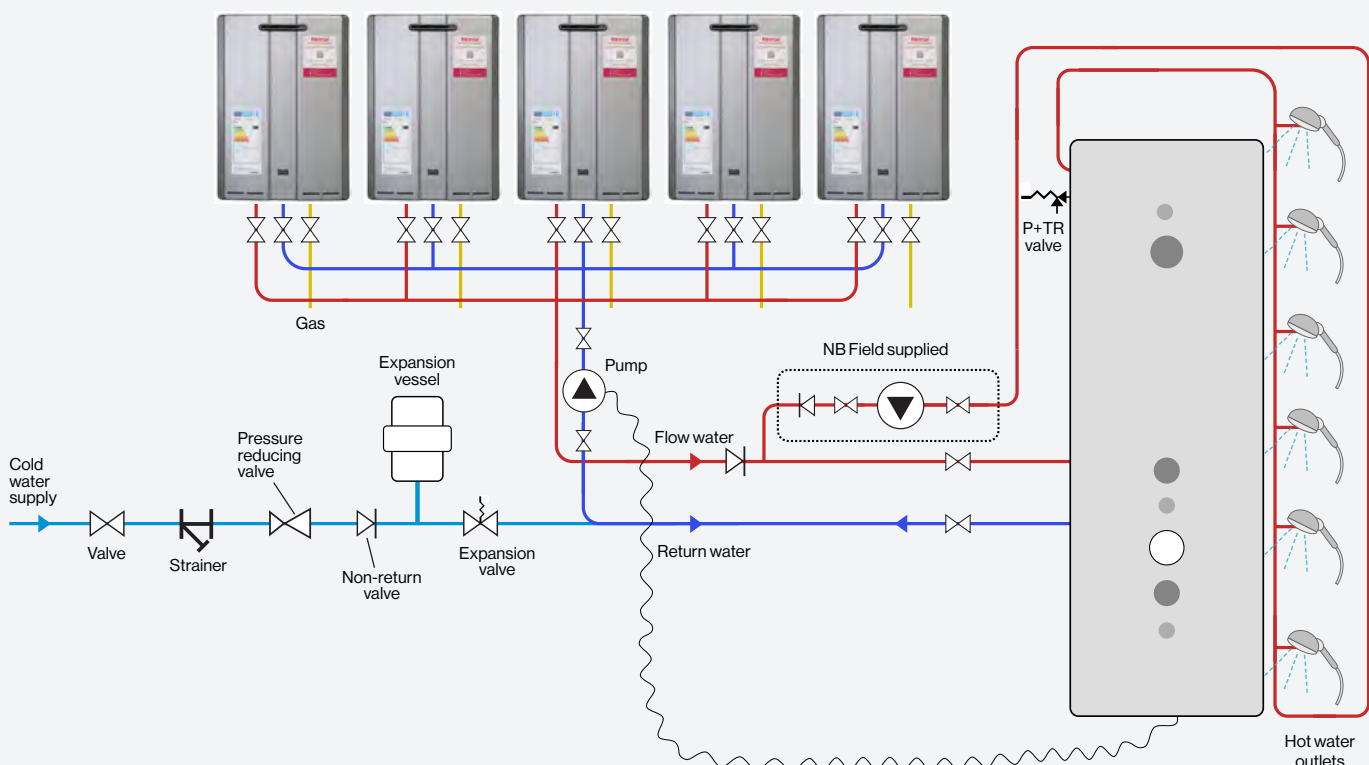 Gas
P+TR
valve
Expansion
vessel
Pump
NB Field supplied
Pressure
reducing
valve
Flow water
Cold
water
supply
Valve
Strainer
Non-return
valve
Expansion
valve
Return water
Hot water
outlets